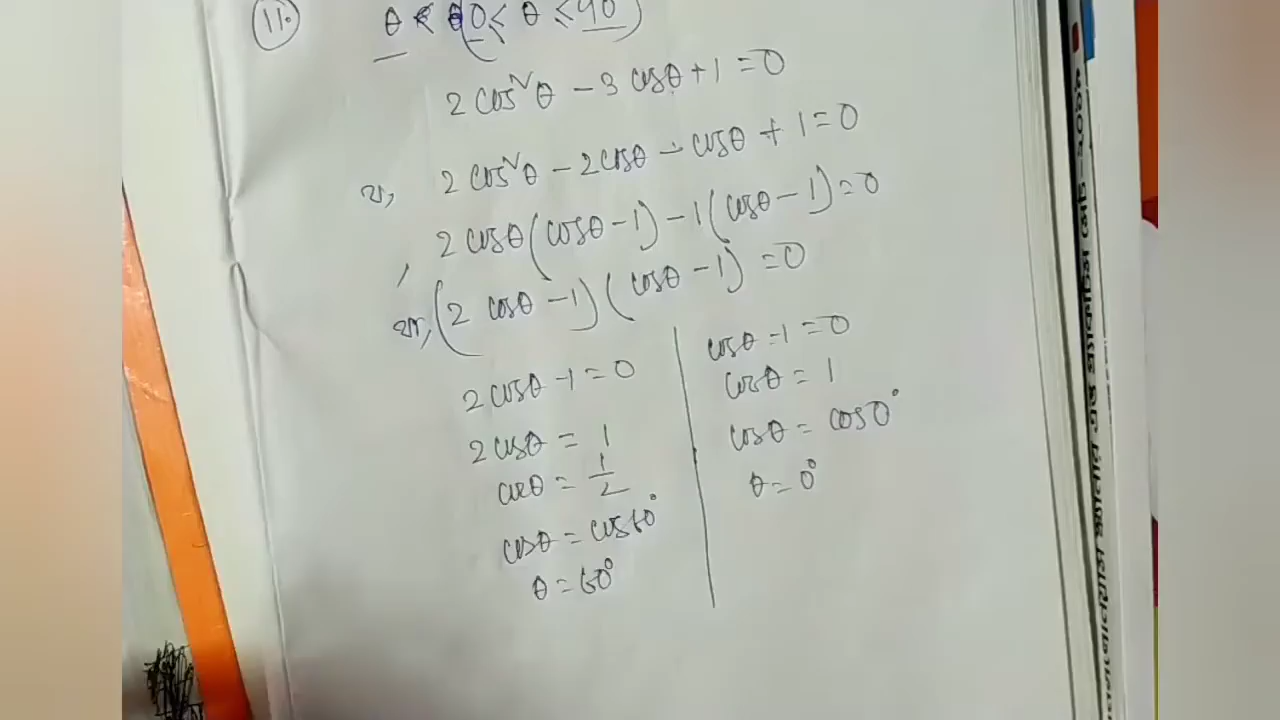 11.
θ < (0 ≤ θ ≤ 90)
2 cos²θ - 3 cosθ + 1 = 0
বা, 2 cos²θ - 2 cosθ - cosθ + 1 = 0
, 2 cosθ (cosθ - 1) - 1 (cosθ - 1) = 0
বা, (2 cosθ - 1) (cosθ - 1) = 0
2 cosθ - 1 = 0
2 cosθ = 1
cosθ = 1/2
cosθ = cos60°
θ = 60°
cosθ - 1 = 0
cosθ = 1
cosθ = cos0°
θ = 0°